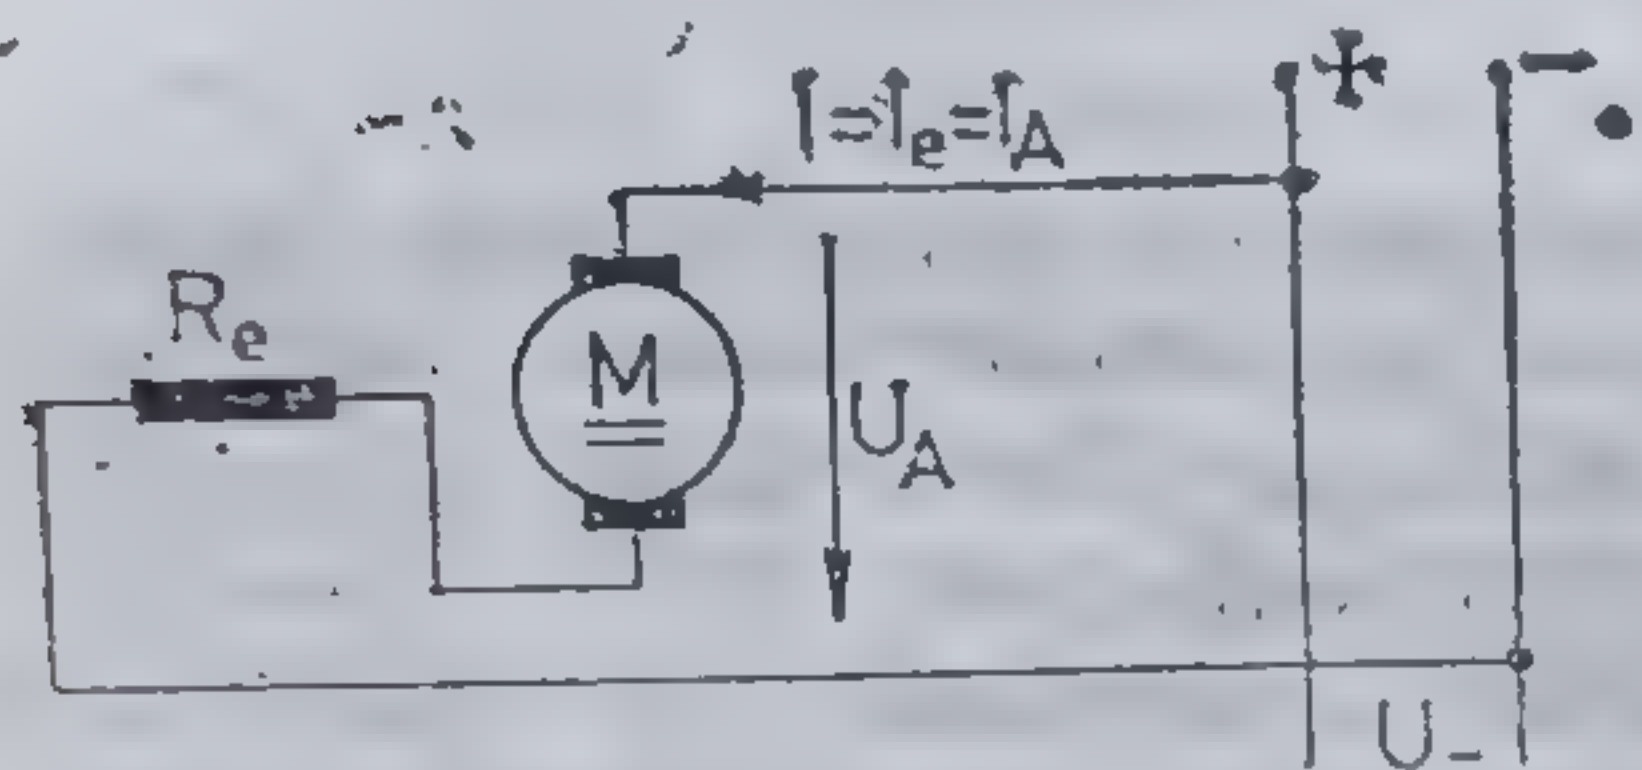 I=Ie=IA
+ -
Re
M
UA
U-